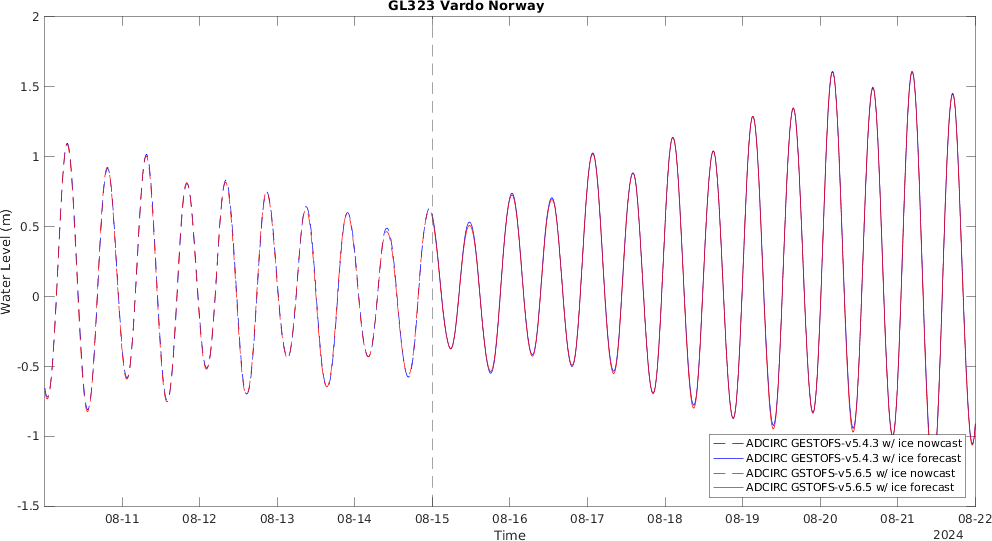 GL323 Vardo Norway
2
1.5
1
0.5
0
-0.5
-1
-1.5
Water Level (m)
ADCIRC GESTOFS-v5.4.3 w/ ice nowcast
ADCIRC GESTOFS-v5.4.3 w/ ice forecast
ADCIRC GSTOFS-v5.6.5 w/ ice nowcast
ADCIRC GSTOFS-v5.6.5 w/ ice forecast
08-11 08-12 08-13 08-14 08-15 08-16 08-17 08-18 08-19 08-20 08-21 08-22
Time
2024